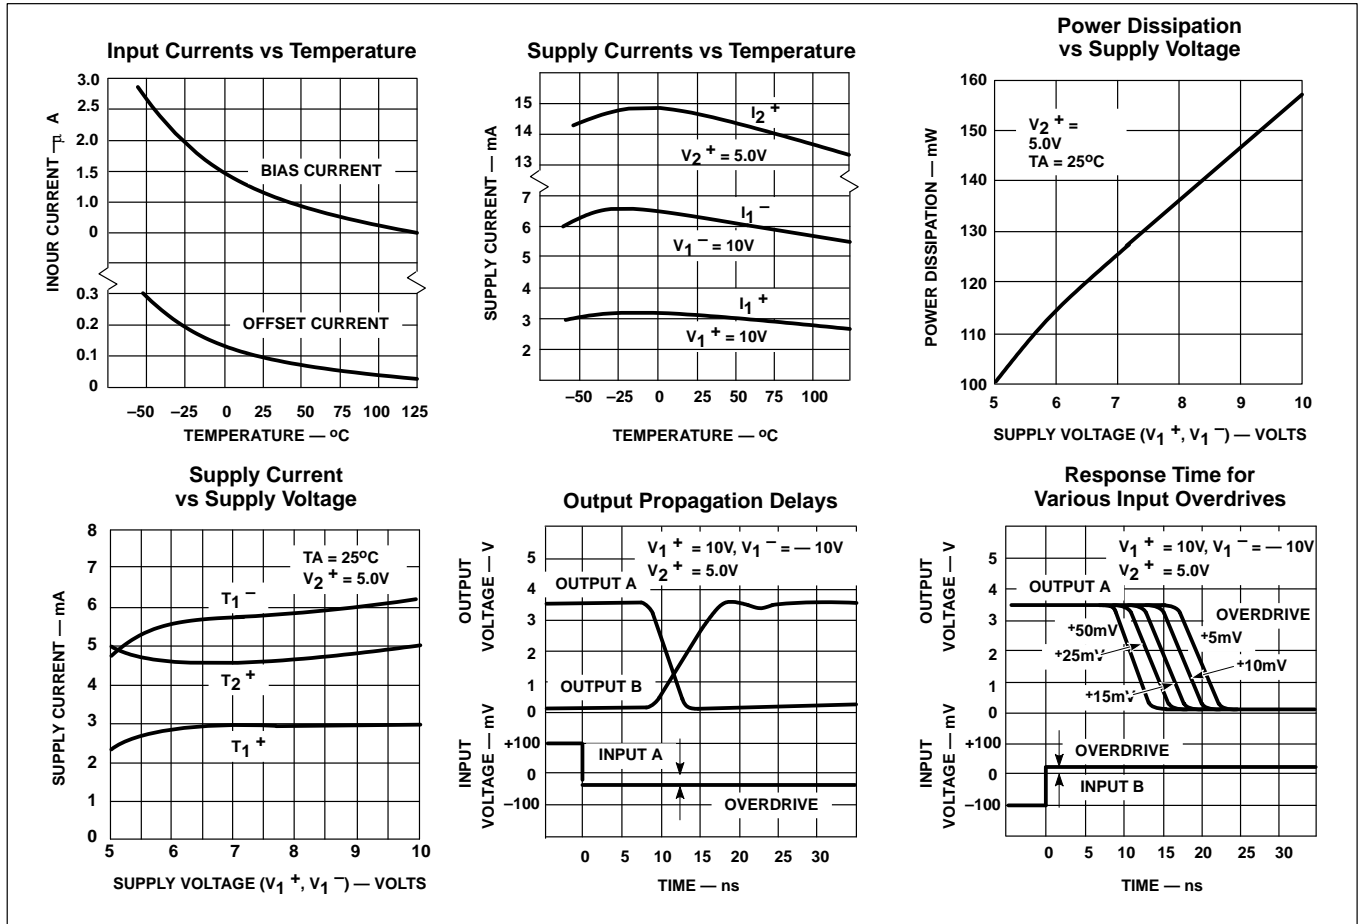 Input Currents vs Temperature
3.0
2.5
2.0
1.5
1.0
0
0.3
0.2
0.1
0
INOUR CURRENT —µ A
BIAS CURRENT
OFFSET CURRENT
–50 –25 0 25 50 75 100 125
TEMPERATURE — oC
Supply Currents vs Temperature
15
14
13
7
6
5
4
3
2
SUPPLY CURRENT — mA
I2 +
V2 + = 5.0V
I1 –
V1 – = 10V
I1 +
V1 + = 10V
–50 –25 0 25 50 75 100
TEMPERATURE — oC
Power Dissipation
vs Supply Voltage
160
150
140
130
120
110
100
POWER DISSIPATION — mW
V2 + =
5.0V
TA = 25oC
5 6 7 8 9 10
SUPPLY VOLTAGE (V1 +, V1 –) — VOLTS
Supply Current
vs Supply Voltage
8
7
6
5
4
3
2
1
0
SUPPLY CURRENT — mA
TA = 25oC
V2 + = 5.0V
T1 –
T2 +
T1 +
5 6 7 8 9 10
SUPPLY VOLTAGE (V1 +, V1 –) — VOLTS
Output Propagation Delays
OUTPUT
VOLTAGE — V
5
4
3
2
1
0
V1 + = 10V, V1 – = — 10V
V2 + = 5.0V
OUTPUT A
OUTPUT B
INPUT
VOLTAGE — mV
+100
0
–100
INPUT A
OVERDRIVE
0 5 10 15 20 25 30
TIME — ns
Response Time for
Various Input Overdrives
OUTPUT
VOLTAGE — V
5
4
3
2
1
0
V1 + = 10V, V1 – = — 10V
V2 + = 5.0V
OUTPUT A
OVERDRIVE
+50mV
+5mV
+25mV
+10mV
+15mV
INPUT
VOLTAGE — mV
+100
0
–100
OVERDRIVE
INPUT B
0 5 10 15 20 25 30
TIME — ns